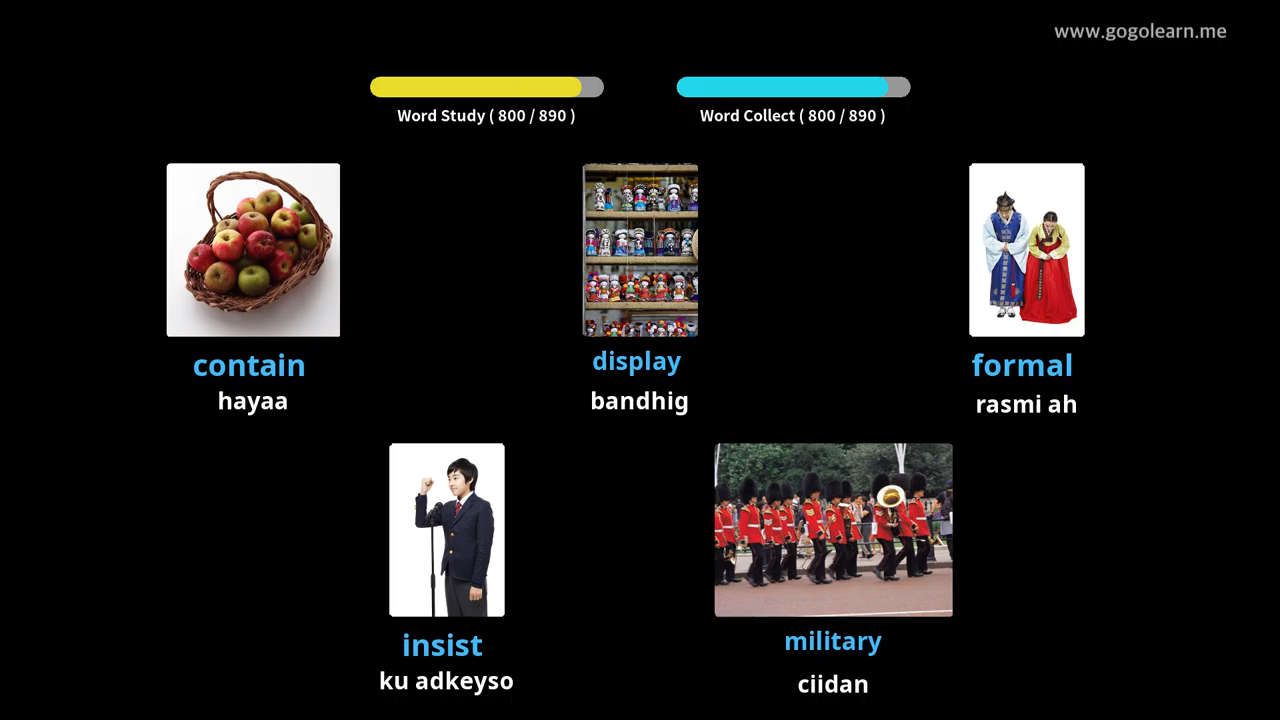 www.gogolearn.me
Word Study ( 800 / 890 )
Word Collect ( 800 / 890 )
contain
hayaa
display
bandhig
formal
rasmi ah
insist
ku adkeyso
military
ciidan